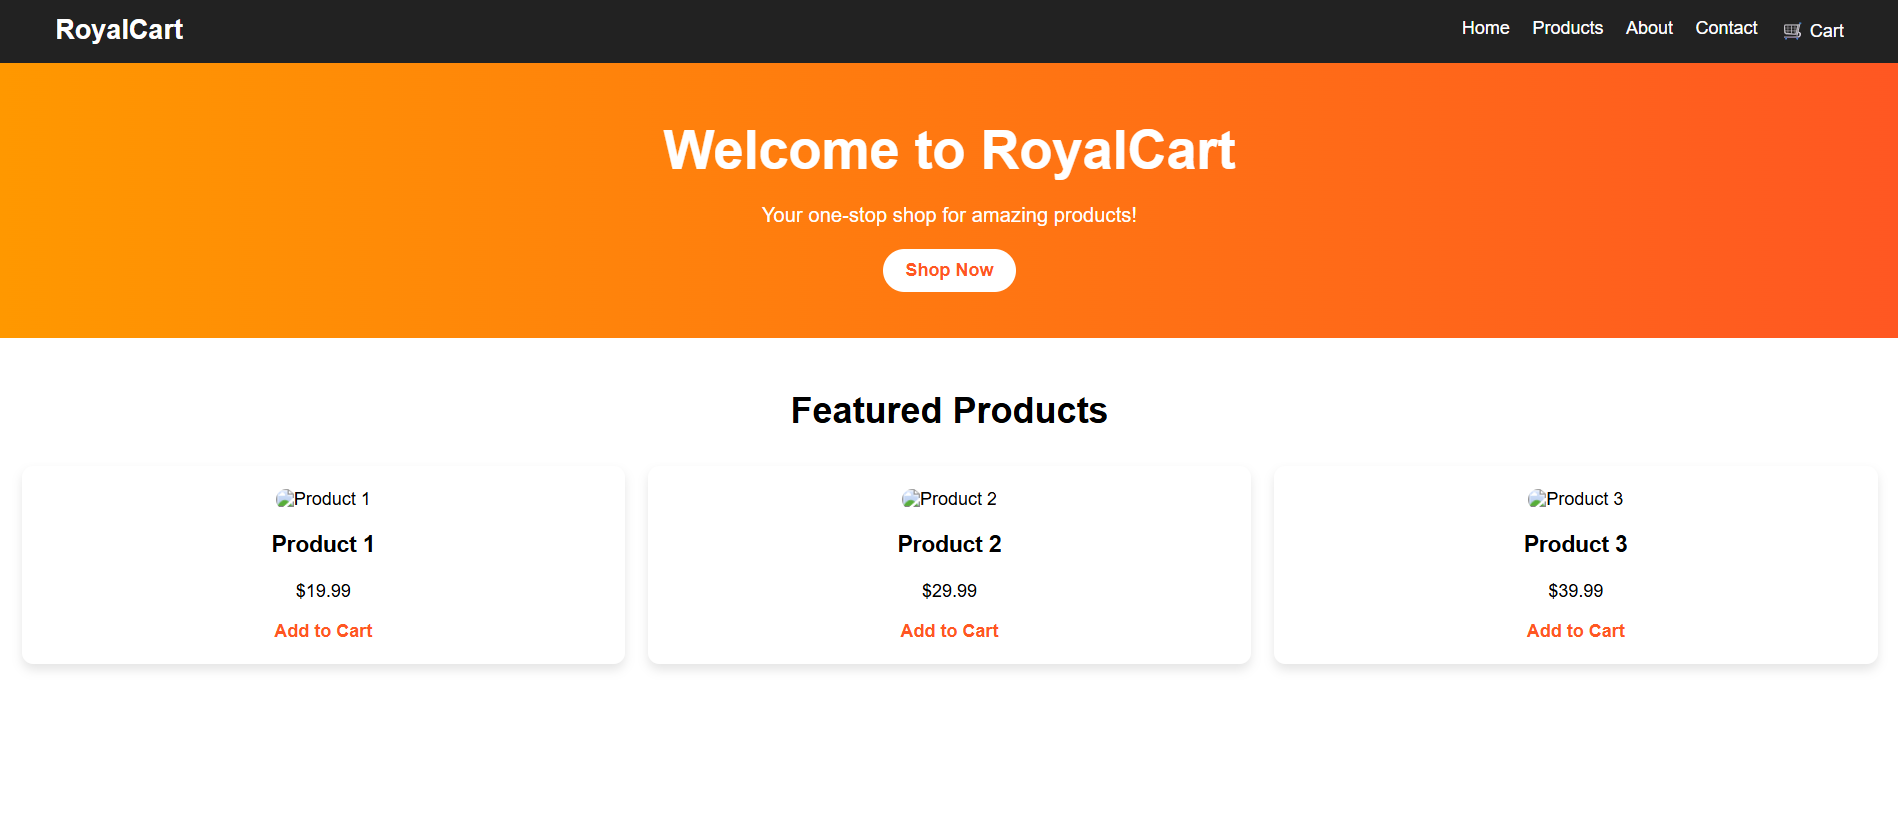 RoyalCart
Home Products About Contact 🛒 Cart
Welcome to RoyalCart
Your one-stop shop for amazing products!
Shop Now
Featured Products
Product 1 Product 2 Product 3
Product 1 Product 2 Product 3
$19.99 $29.99 $39.99
Add to Cart Add to Cart Add to Cart